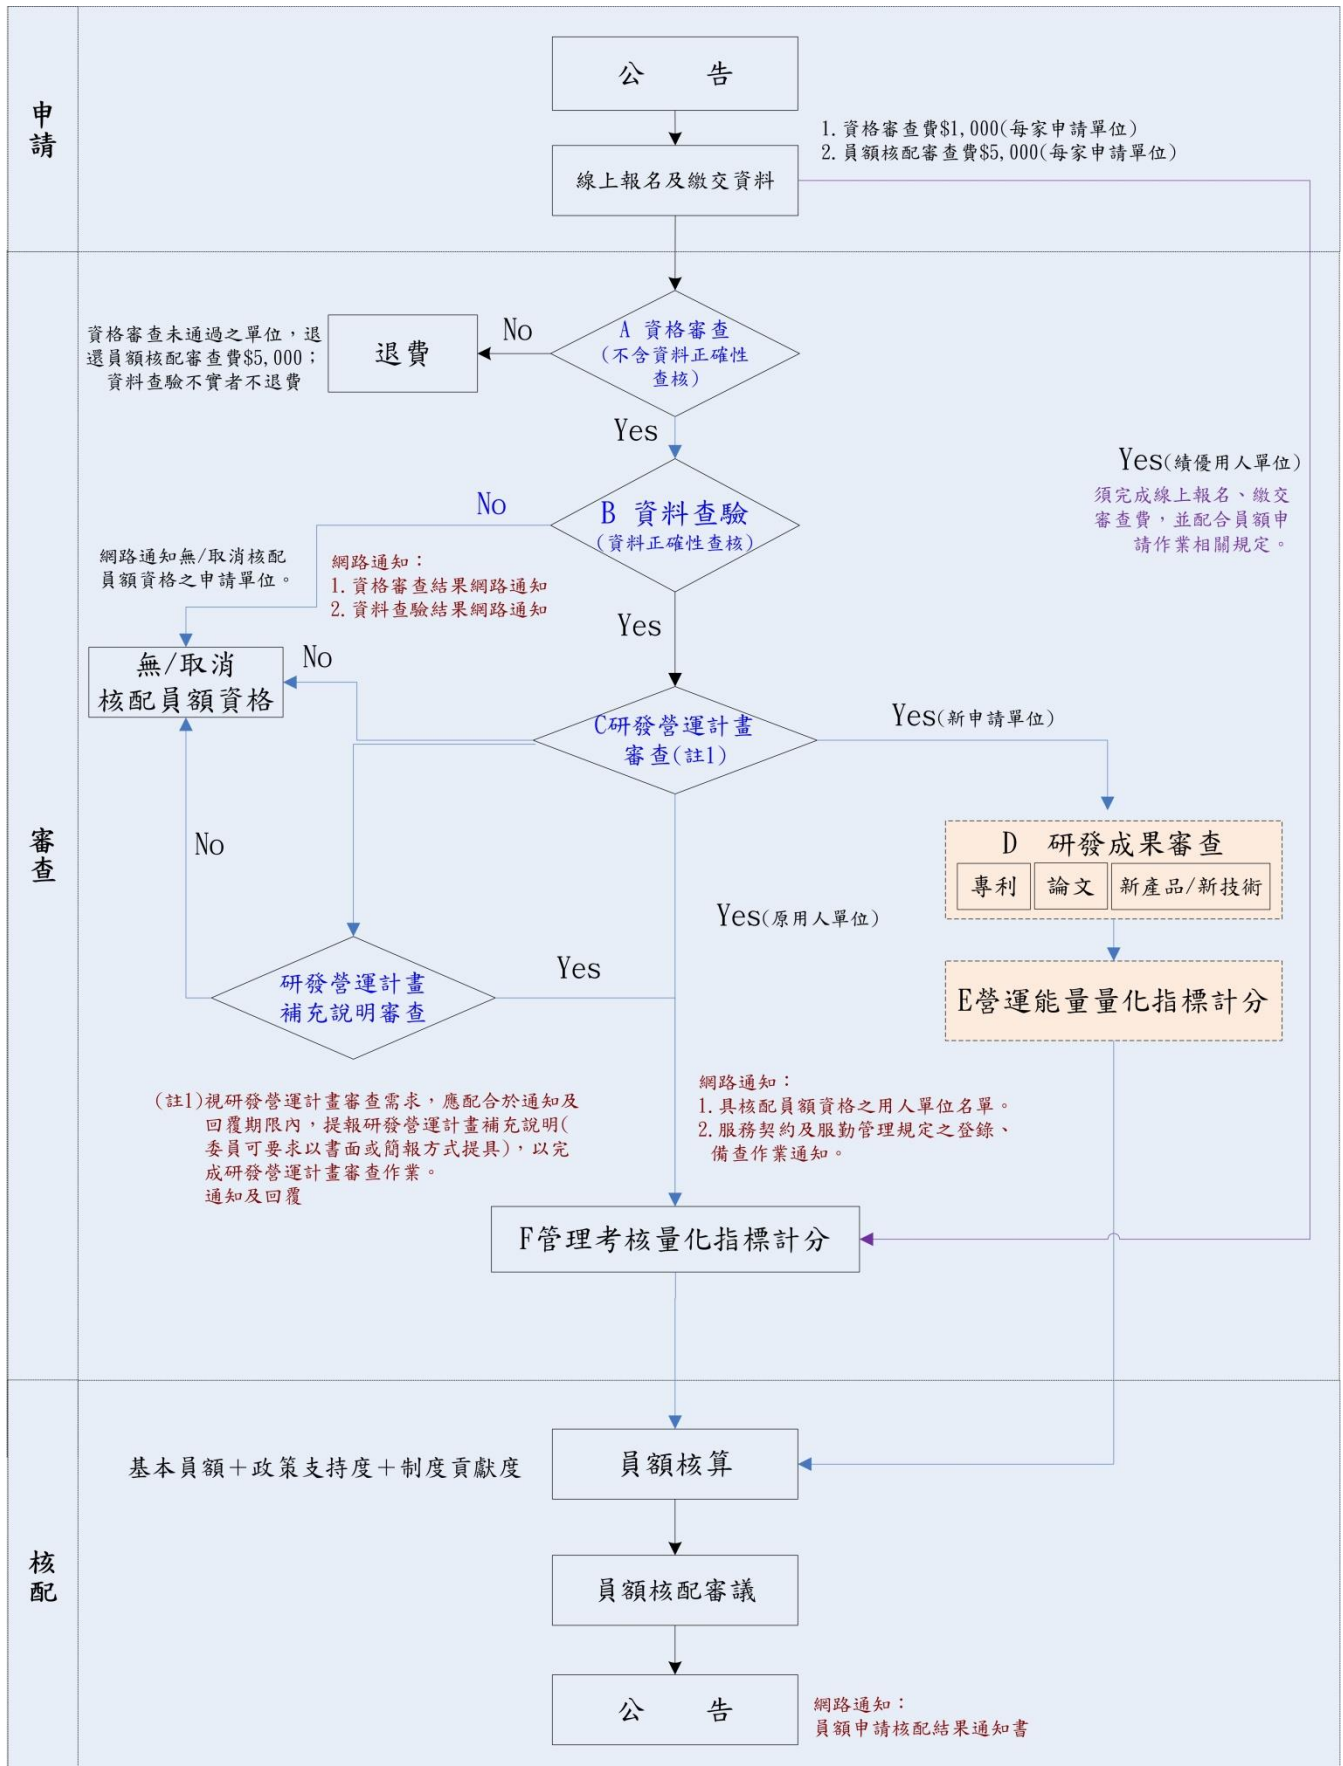 申
請
公 告
1. 資格審查費$1,000(每家申請單位)
2. 員額核配審查費$5,000(每家申請單位)
線上報名及繳交資料
審
查
資格審查未通過之單位，退
還員額核配審查費$5,000；
資料查驗不實者不退費
退費
No
A 資格審查
(不含資料正確性
查核)
Yes
Yes(績優用人單位)
須完成線上報名、繳交
審查費，並配合員額申
請作業相關規定。
No
B 資料查驗
(資料正確性查核)
網路通知無/取消核配
員額資格之申請單位。
網路通知：
1. 資格審查結果網路通知
2. 資料查驗結果網路通知
Yes
無/取消
核配員額資格
No
C研發營運計畫
審查(註1)
Yes(新申請單位)
No
D 研發成果審查
專利
論文
新產品/新技術
Yes(原用人單位)
研發營運計畫
補充說明審查
Yes
E營運能量量化指標計分
(註1)視研發營運計畫審查需求，應配合於通知及
回覆期限內，提報研發營運計畫補充說明(
委員可要求以書面或簡報方式提具)，以完
成研發營運計畫審查作業。
通知及回覆
網路通知：
1. 具核配員額資格之用人單位名單。
2. 服務契約及服勤管理規定之登錄、
備查作業通知。
F管理考核量化指標計分
核
配
基本員額＋政策支持度＋制度貢獻度
員額核算
員額核配審議
公 告
網路通知：
員額申請核配結果通知書